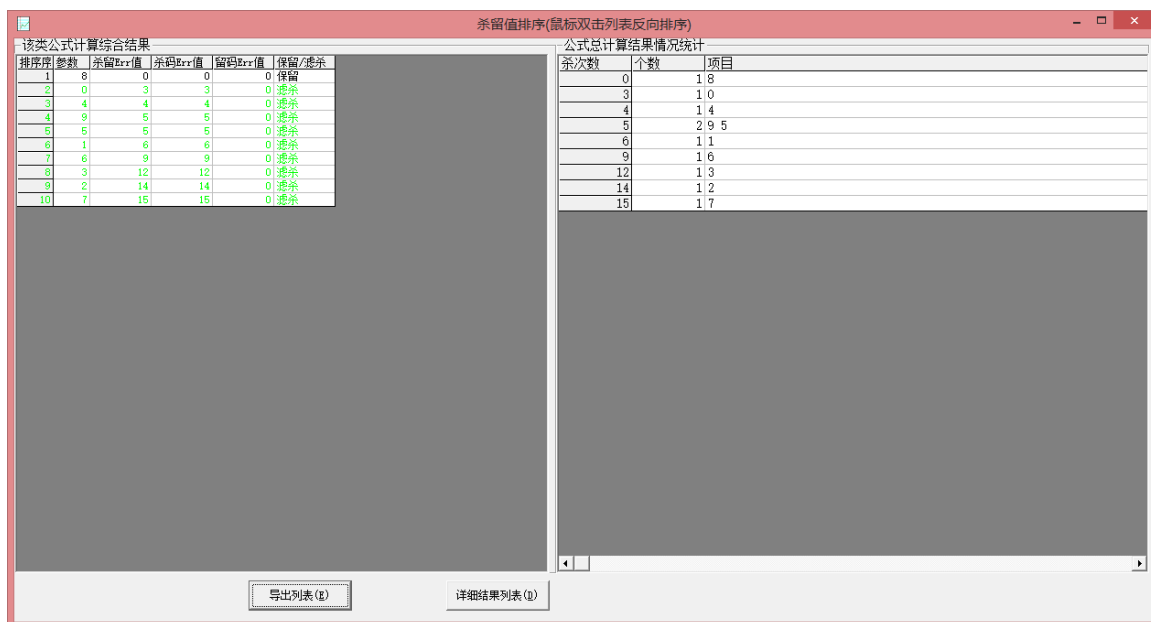 杀留值排序(鼠标双击列表反向排序)
该类公式计算综合结果
排序序 参数 杀留Err值 杀码Err值 留码Err值 保留/滤杀
1 8 0 0 0 保留
2 0 3 3 0 滤杀
3 4 4 4 0 滤杀
4 9 5 5 0 滤杀
5 5 5 5 0 滤杀
6 1 6 6 0 滤杀
7 6 9 9 0 滤杀
8 3 12 12 0 滤杀
9 2 14 14 0 滤杀
10 7 15 15 0 滤杀
公式总计算结果情况统计
杀次数 个数 项目
0 1 8
3 1 0
4 1 4
5 2 9 5
6 1 1
9 1 6
12 1 3
14 1 2
15 1 7
导出列表(E) 详细结果列表(D)